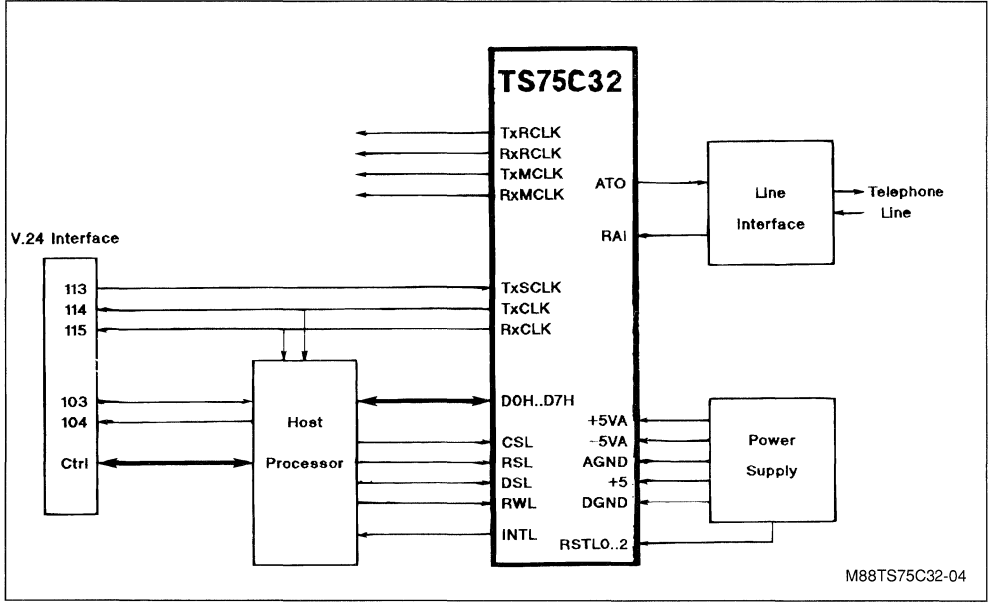 TS75C32
TxRCLK
RxRCLK
TxMCLK
RxMCLK
ATO
RAI
Line
Interface
Telephone
Line
V.24 Interface
113
114
115
103
104
Ctrl
TxSCLK
TxCLK
RxCLK
Host
Processor
D0H..D7H
CSL
RSL
DSL
RWL
INTL
+5VA
-5VA
AGND
+5
DGND
RSTL0..2
Power
Supply
M88TS75C32-04